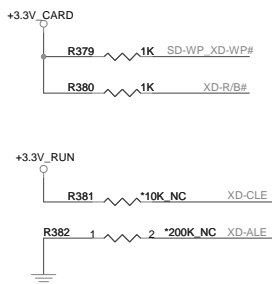 +3.3V_CARD
R379 1K SD-WP_XD-WP#
R380 1K XD-R/B#
+3.3V_RUN
R381 *10K_NC XD-CLE
R382 1 2 *200K_NC XD-ALE